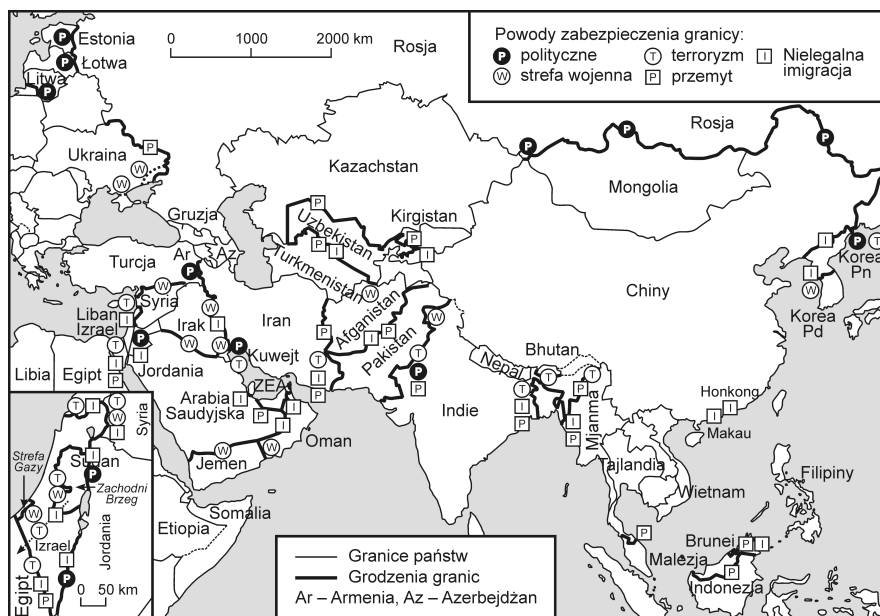 Estonia
Łotwa
Litwa
0 1000 2000 km
Rosja
Powody zabezpieczenia granicy:
P polityczne
T terroryzm
I Nielegalna
imigracja
W strefa wojenna
P przemyt
Rosja
Ukraina
Kazachstan
Mongolia
Gruzja
Uzbekistan
Kirgistan
Turcja
Ar
Az
Turkmenistan
Korea
Pn
Syria
Liban
Izrael
Irak
Iran
Afganistan
Chiny
Korea
Pd
Pakistan
Kuwejt
Jordania
Nepal
Bhutan
Libia
Egipt
ZEA
Arabia
Saudyjska
Indie
Mjanma
Honkong
Makau
Oman
Jemen
Tajlandia
Filipiny
Wietnam
Somalia
Etiopia
Sudan
Brunei
Malezja
Indonezja
Syria
Strefa
Gazy
Zachodni
Brzeg
Izrael
Jordania
Egipt
0 50 km
Granice państw
Grodzenia granic
Ar – Armenia, Az – Azerbejdżan